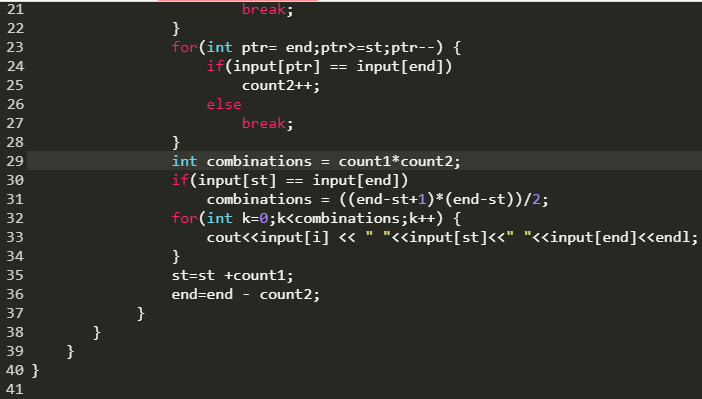 21 break;
22 }
23 for(int ptr= end;ptr>=st;ptr--) {
24 if(input[ptr] == input[end])
25 count2++;
26 else
27 break;
28 }
29 int combinations = count1*count2;
30 if(input[st] == input[end])
31 combinations = ((end-st+1)*(end-st))/2;
32 for(int k=0;k<combinations;k++) {
33 cout<<input[i] << " "<<input[st]<<" "<<input[end]<<endl;
34 }
35 st=st +count1;
36 end=end - count2;
37 }
38 }
39 }
40 }
41